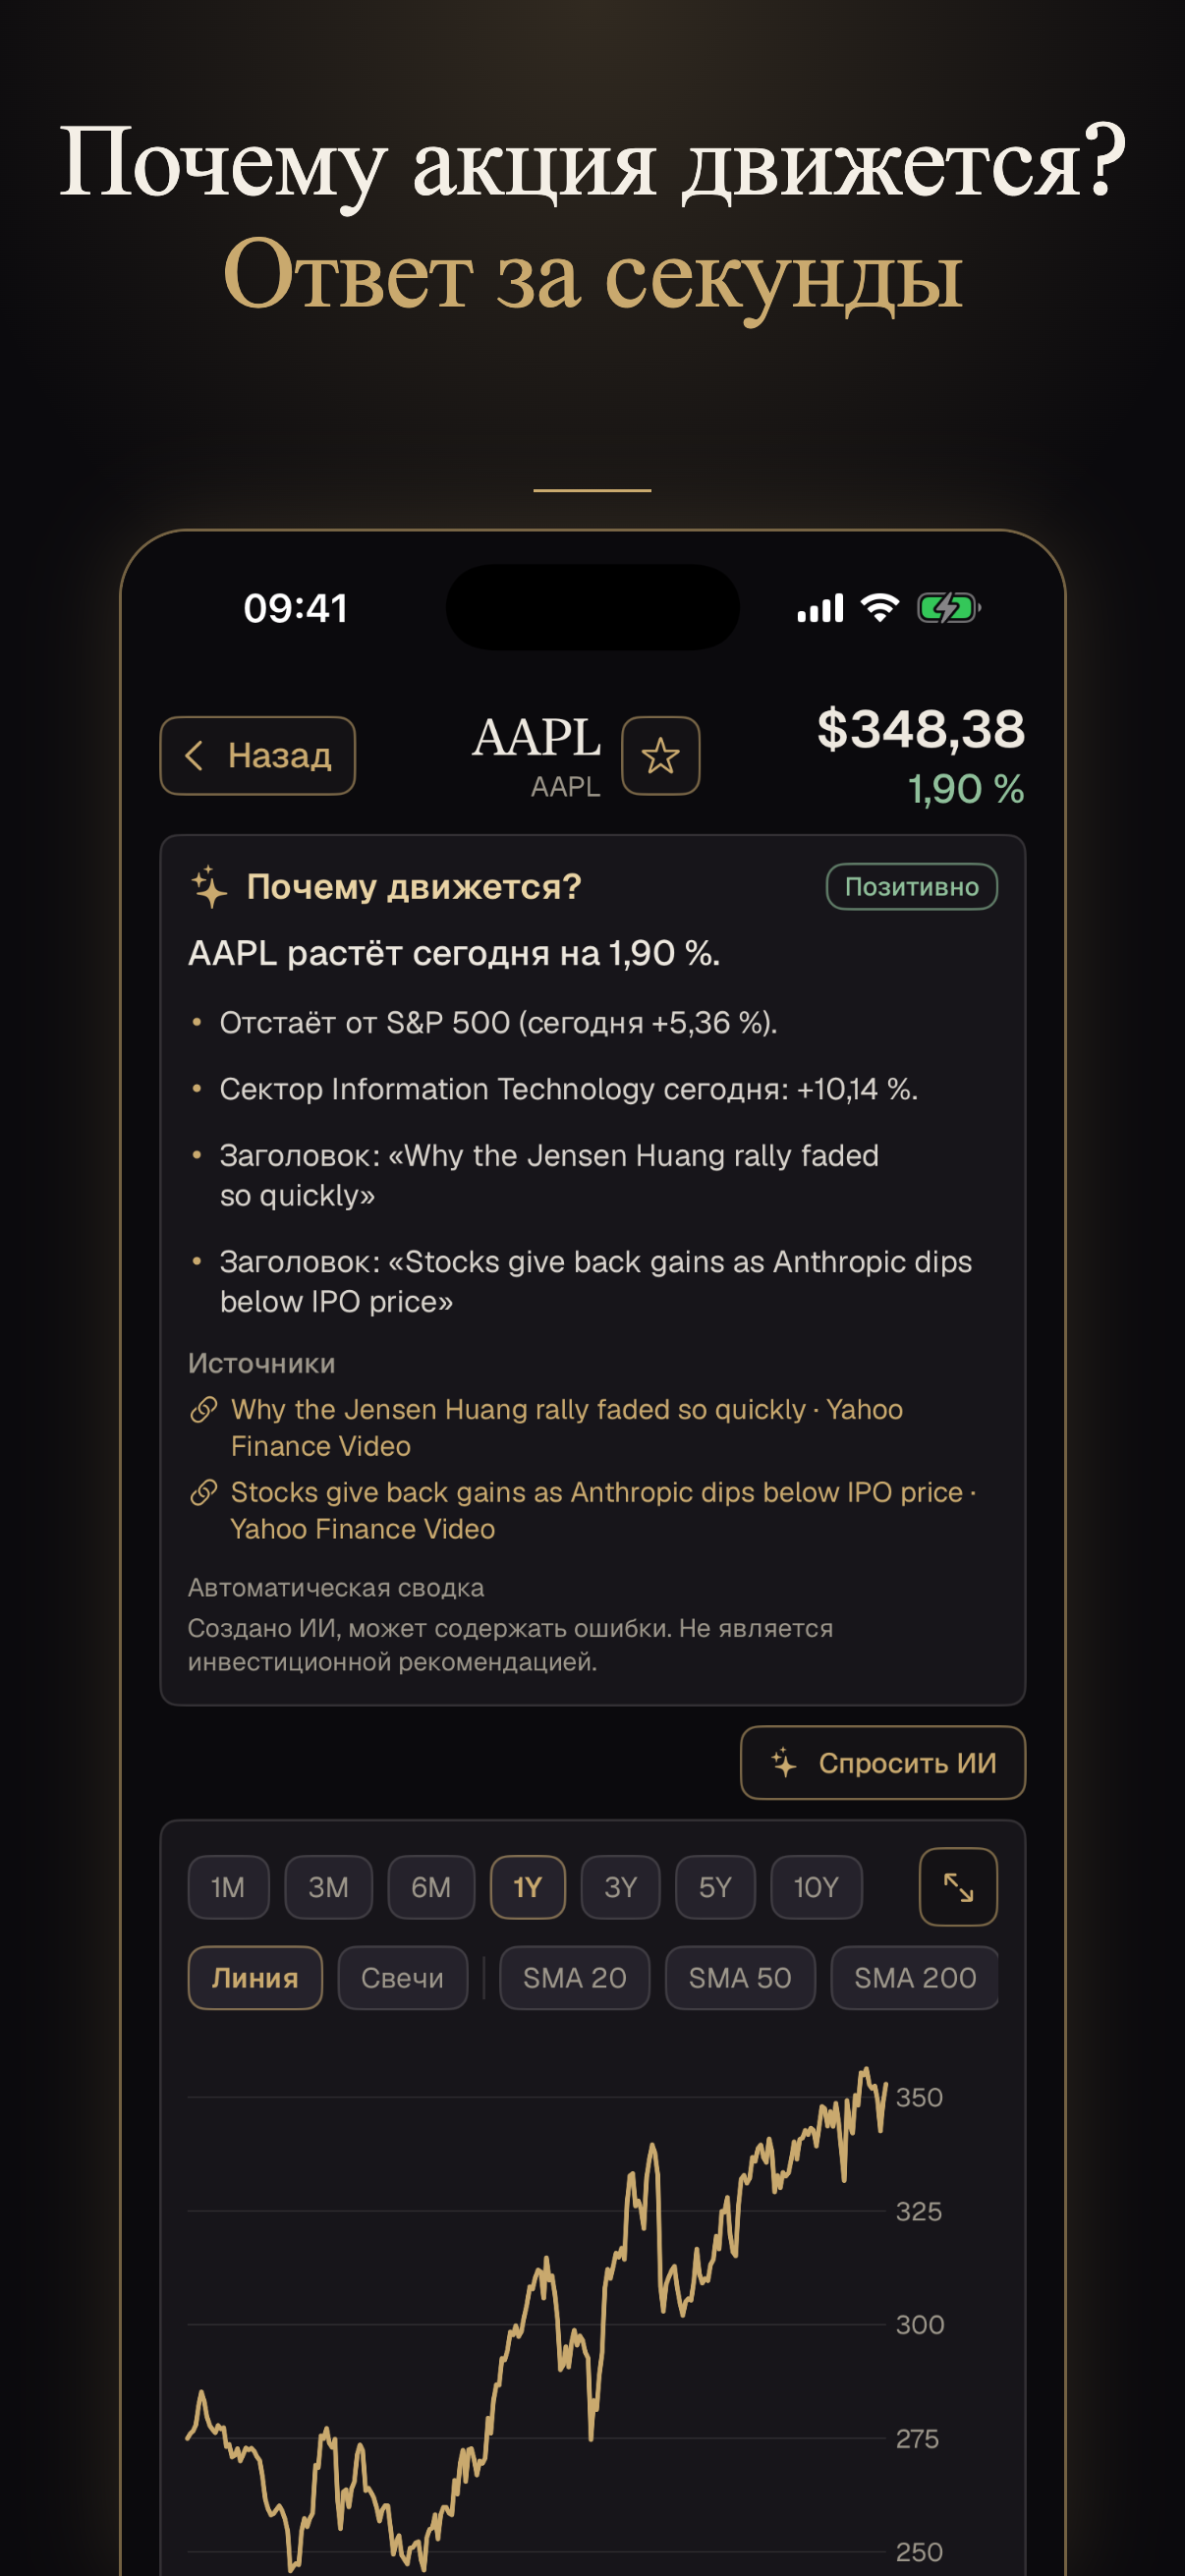 Почему акция движется?
Ответ за секунды
09:41
Назад
AAPL
AAPL
$348,38
1,90 %
Почему движется?
Позитивно
AAPL растёт сегодня на 1,90 %.
• Отстаёт от S&P 500 (сегодня +5,36 %).
• Сектор Information Technology сегодня: +10,14 %.
• Заголовок: «Why the Jensen Huang rally faded
so quickly»
• Заголовок: «Stocks give back gains as Anthropic dips
below IPO price»
Источники
Why the Jensen Huang rally faded so quickly · Yahoo
Finance Video
Stocks give back gains as Anthropic dips below IPO price ·
Yahoo Finance Video
Автоматическая сводка
Создано ИИ, может содержать ошибки. Не является
инвестиционной рекомендацией.
Спросить ИИ
1M 3M 6M 1Y 3Y 5Y 10Y
Линия Свечи SMA 20 SMA 50 SMA 200
350
325
300
275
250